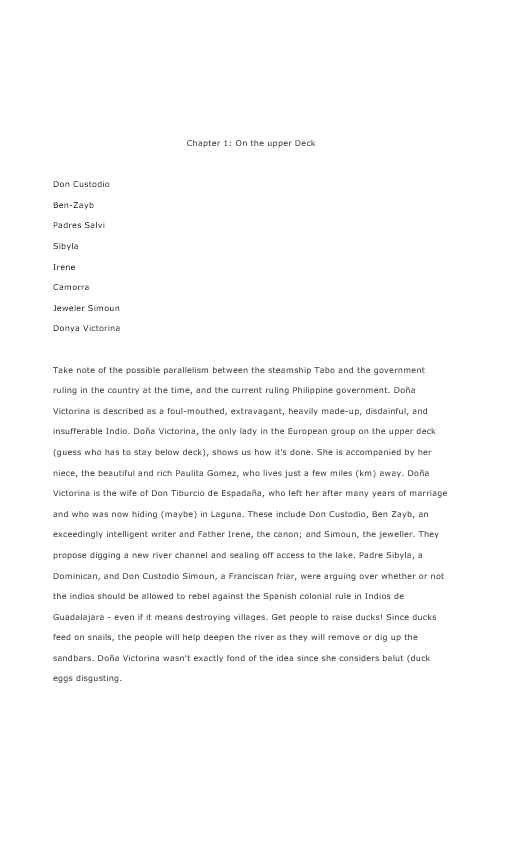 Chapter 1: On the upper Deck
Don Custodio
Ben-Zayb
Padres Salvi
Sibyla
Irene
Camorra
Jeweler Simoun
Donya Victorina
Take note of the possible parallelism between the steamship Tabo and the government
ruling in the country at the time, and the current ruling Philippine government. Doña
Victorina is described as a foul-mouthed, extravagant, heavily made-up, disdainful, and
insufferable Indio. Doña Victorina, the only lady in the European group on the upper deck
(guess who has to stay below deck), shows us how it's done. She is accompanied by her
niece, the beautiful and rich Paulita Gomez, who lives just a few miles (km) away. Doña
Victorina is the wife of Don Tiburcio de Espadaña, who left her after many years of marriage
and who was now hiding (maybe) in Laguna. These include Don Custodio, Ben Zayb, an
exceedingly intelligent writer and Father Irene, the canon; and Simoun, the jeweller. They
propose digging a new river channel and sealing off access to the lake. Padre Sibyla, a
Dominican, and Don Custodio Simoun, a Franciscan friar, were arguing over whether or not
the indios should be allowed to rebel against the Spanish colonial rule in Indios de
Guadalajara - even if it means destroying villages. Get people to raise ducks! Since ducks
feed on snails, the people will help deepen the river as they will remove or dig up the
sandbars. Doña Victorina wasn't exactly fond of the idea since she considers balut (duck
eggs disgusting.